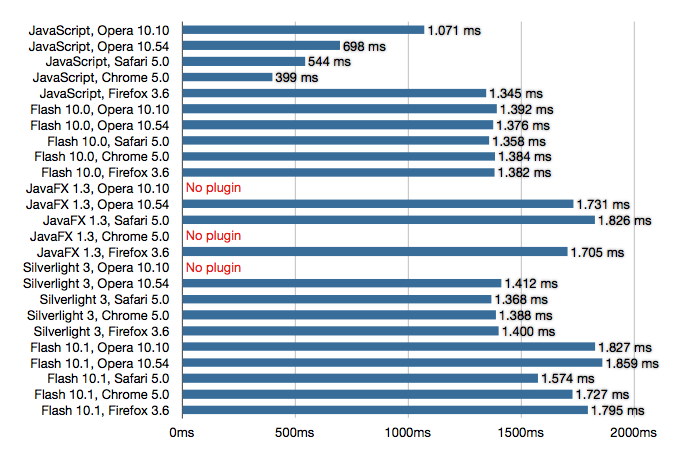 JavaScript, Opera 10.10 1.071 ms
JavaScript, Opera 10.54 698 ms
JavaScript, Safari 5.0 544 ms
JavaScript, Chrome 5.0 399 ms
JavaScript, Firefox 3.6 1.345 ms
Flash 10.0, Opera 10.10 1.392 ms
Flash 10.0, Opera 10.54 1.376 ms
Flash 10.0, Safari 5.0 1.358 ms
Flash 10.0, Chrome 5.0 1.384 ms
Flash 10.0, Firefox 3.6 1.382 ms
JavaFX 1.3, Opera 10.10 No plugin
JavaFX 1.3, Opera 10.54 1.731 ms
JavaFX 1.3, Safari 5.0 1.826 ms
JavaFX 1.3, Chrome 5.0 No plugin
JavaFX 1.3, Firefox 3.6 1.705 ms
Silverlight 3, Opera 10.10 No plugin
Silverlight 3, Opera 10.54 1.412 ms
Silverlight 3, Safari 5.0 1.368 ms
Silverlight 3, Chrome 5.0 1.388 ms
Silverlight 3, Firefox 3.6 1.400 ms
Flash 10.1, Opera 10.10 1.827 ms
Flash 10.1, Opera 10.54 1.859 ms
Flash 10.1, Safari 5.0 1.574 ms
Flash 10.1, Chrome 5.0 1.727 ms
Flash 10.1, Firefox 3.6 1.795 ms
0ms 500ms 1000ms 1500ms 2000ms